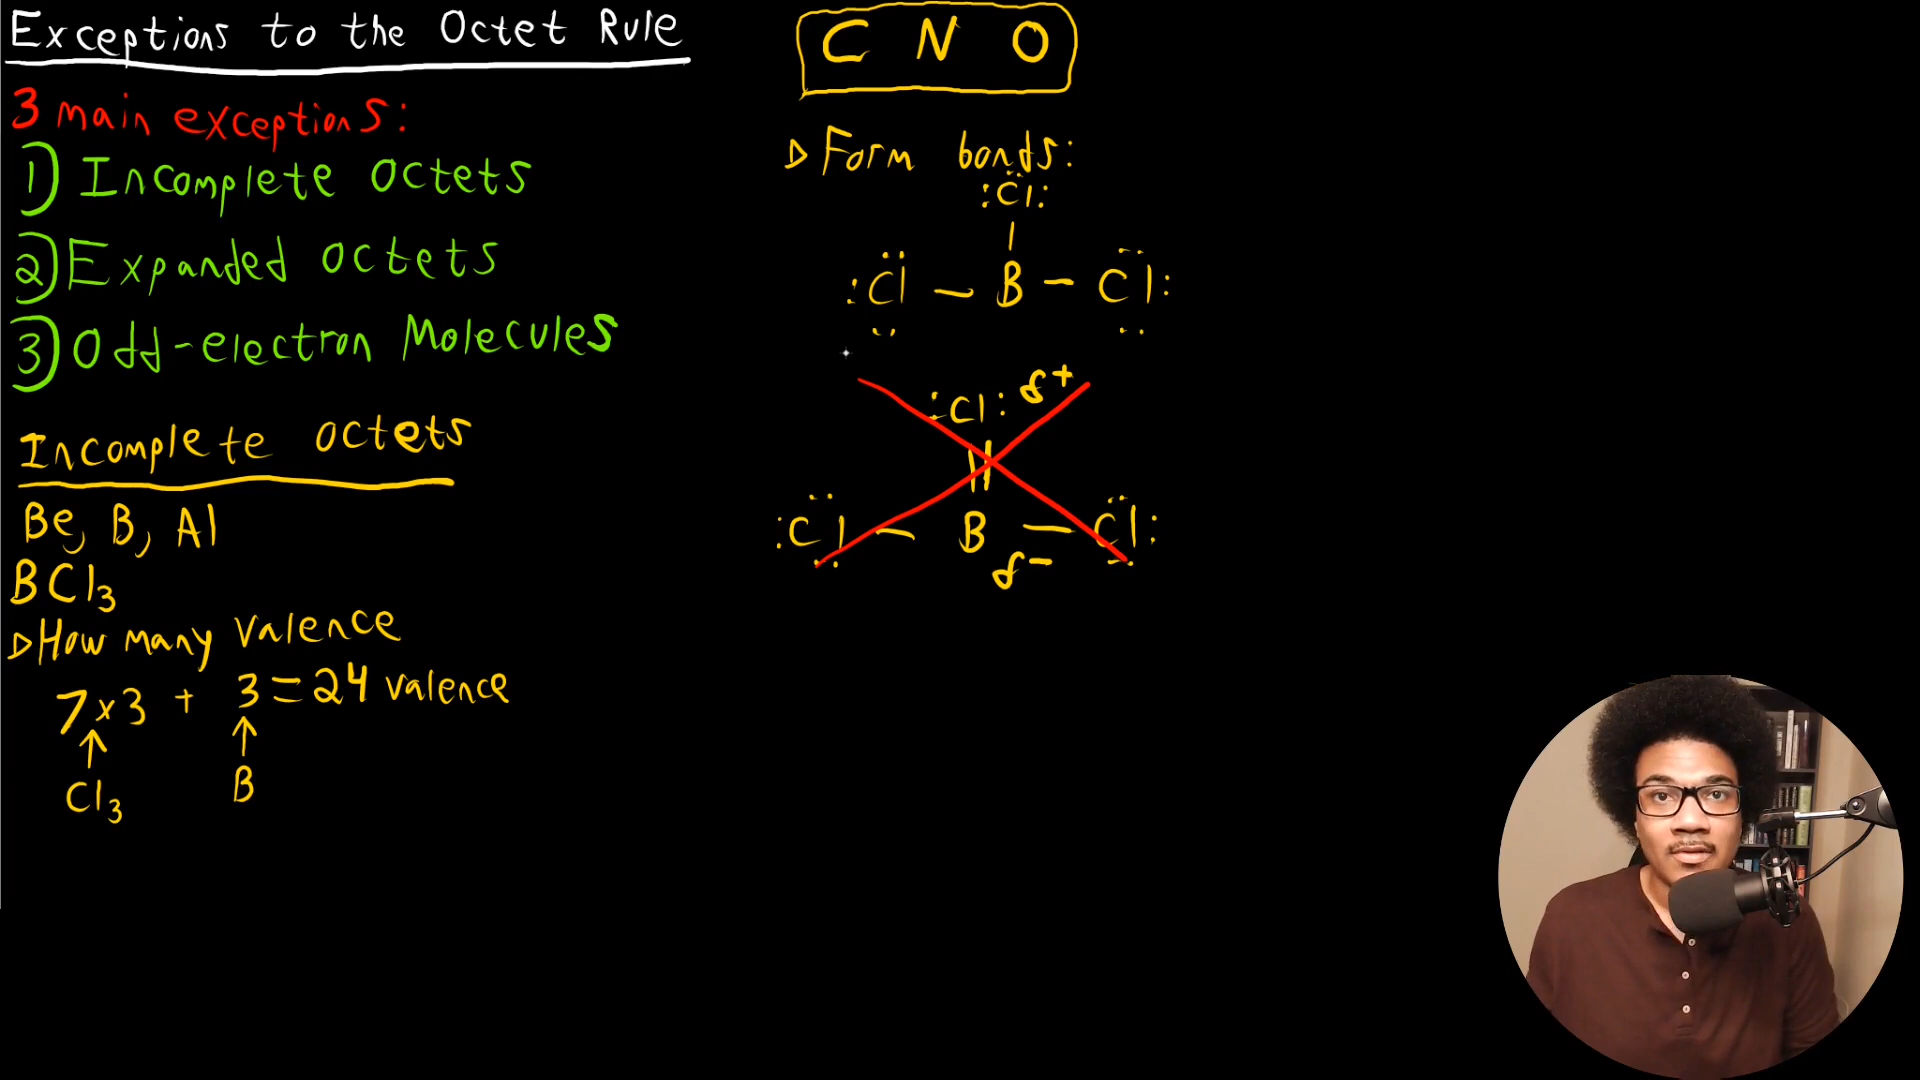 Exceptions to the Octet Rule
3 main exceptions:
1) Incomplete octets
2) Expanded octets
3) Odd-electron Molecules
Incomplete octets
Be, B, Al
BCl₃
▷ How many valence
7x3 + 3 = 24 valence
↑ ↑
Cl₃ B
C N O
▷ Form bonds:
:Cl:
|
:Cl — B — Cl:
:Cl: δ+
||
:Cl — B — Cl:
δ−